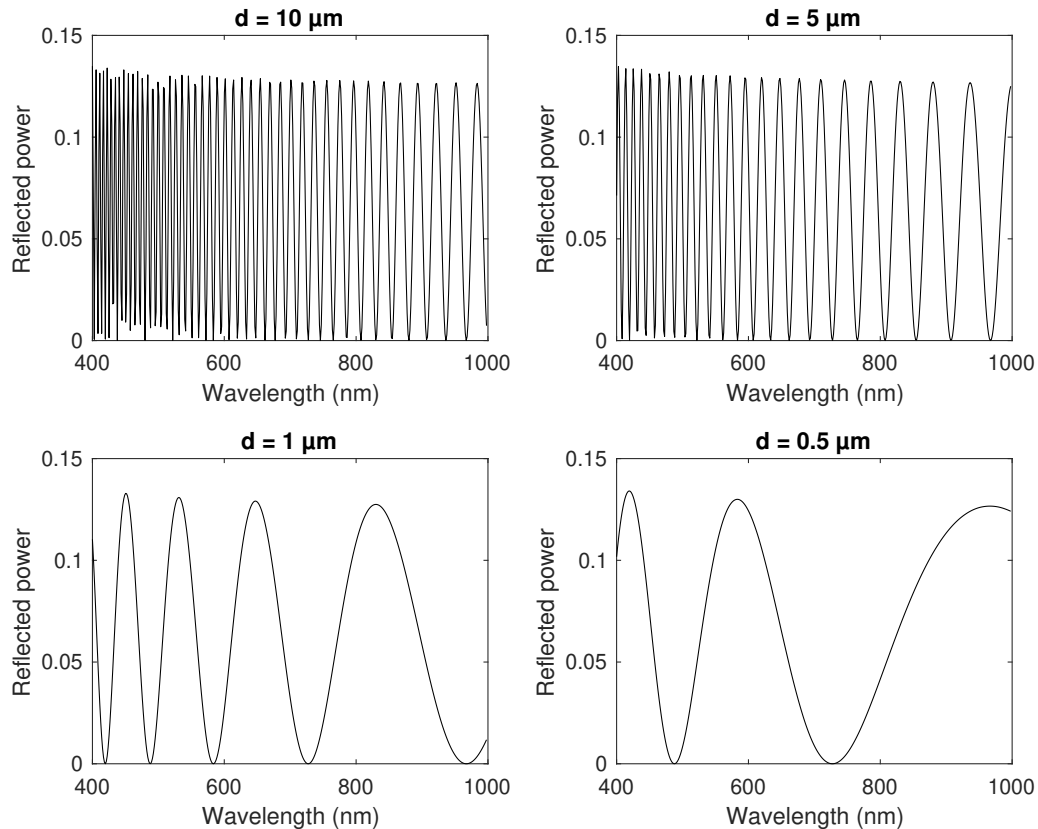 d = 10 μm
0.15
0.1
0.05
0
Reflected power
400
600
800
1000
Wavelength (nm)
d = 5 μm
0.15
0.1
0.05
0
Reflected power
400
600
800
1000
Wavelength (nm)
d = 1 μm
0.15
0.1
0.05
0
Reflected power
400
600
800
1000
Wavelength (nm)
d = 0.5 μm
0.15
0.1
0.05
0
Reflected power
400
600
800
1000
Wavelength (nm)